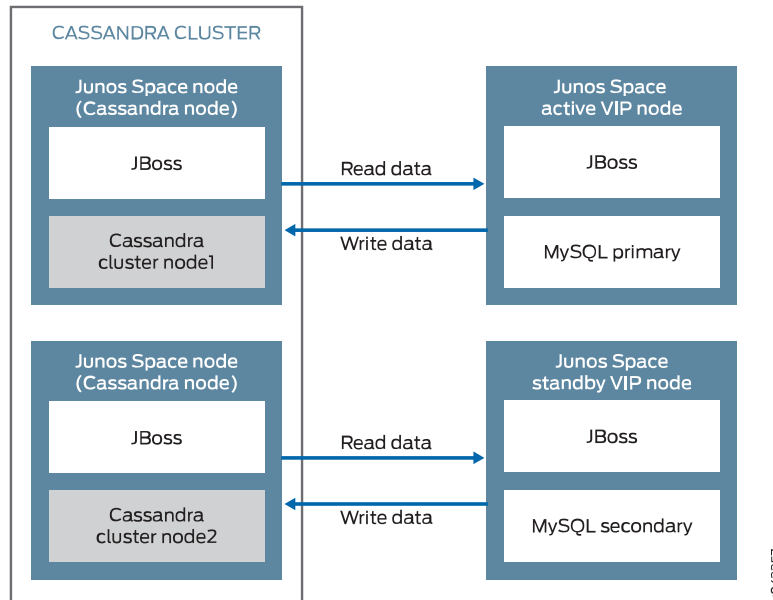 CASSANDRA CLUSTER
Junos Space node
(Cassandra node)
JBoss
Cassandra
cluster node1
Read data
Write data
Junos Space
active VIP node
JBoss
MySQL primary
Junos Space node
(Cassandra node)
JBoss
Cassandra
cluster node2
Read data
Write data
Junos Space
standby VIP node
JBoss
MySQL secondary